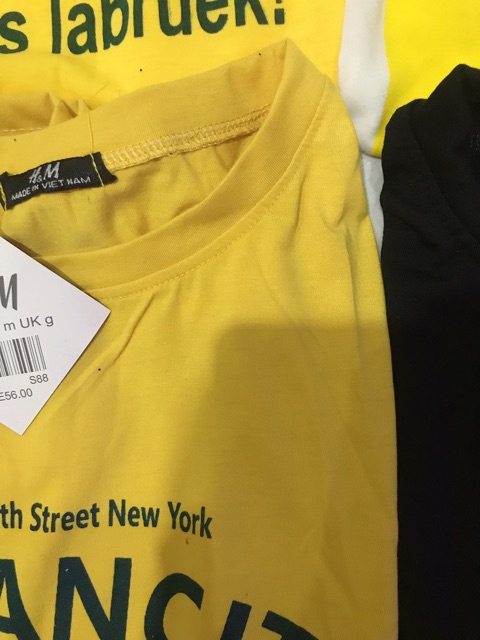 s labruek!
H&M
MADE IN VIET NAM
M
m UK g
S88
E56.00
th Street New York
ANCIT